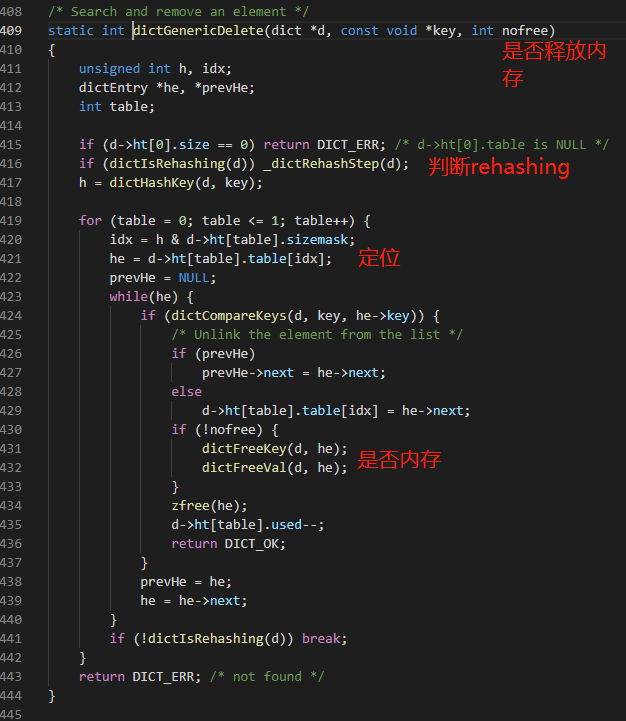 408 /* Search and remove an element */
409 static int dictGenericDelete(dict *d, const void *key, int nofree)
是否释放内
存
410 {
411     unsigned int h, idx;
412     dictEntry *he, *prevHe;
413     int table;
414
415     if (d->ht[0].size == 0) return DICT_ERR; /* d->ht[0].table is NULL */
416     if (dictIsRehashing(d)) _dictRehashStep(d);
判断rehashing
417     h = dictHashKey(d, key);
418
419     for (table = 0; table <= 1; table++) {
420         idx = h & d->ht[table].sizemask;
421         he = d->ht[table].table[idx];
定位
422         prevHe = NULL;
423         while(he) {
424             if (dictCompareKeys(d, key, he->key)) {
425                 /* Unlink the element from the list */
426                 if (prevHe)
427                     prevHe->next = he->next;
428                 else
429                     d->ht[table].table[idx] = he->next;
430                 if (!nofree) {
431                     dictFreeKey(d, he);
432                     dictFreeVal(d, he);
是否内存
433                 }
434                 zfree(he);
435                 d->ht[table].used--;
436                 return DICT_OK;
437             }
438             prevHe = he;
439             he = he->next;
440         }
441         if (!dictIsRehashing(d)) break;
442     }
443     return DICT_ERR; /* not found */
444 }
445